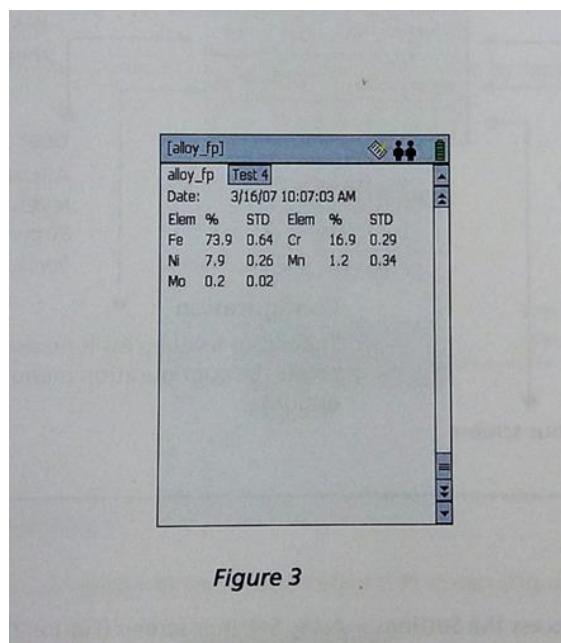 [alloy_fp]
alloy_fp Test 4
Date: 3/16/07 10:07:03 AM
Elem % STD Elem % STD
Fe 73.9 0.64 Cr 16.9 0.29
Ni 7.9 0.26 Mn 1.2 0.34
Mo 0.2 0.02
Figure 3